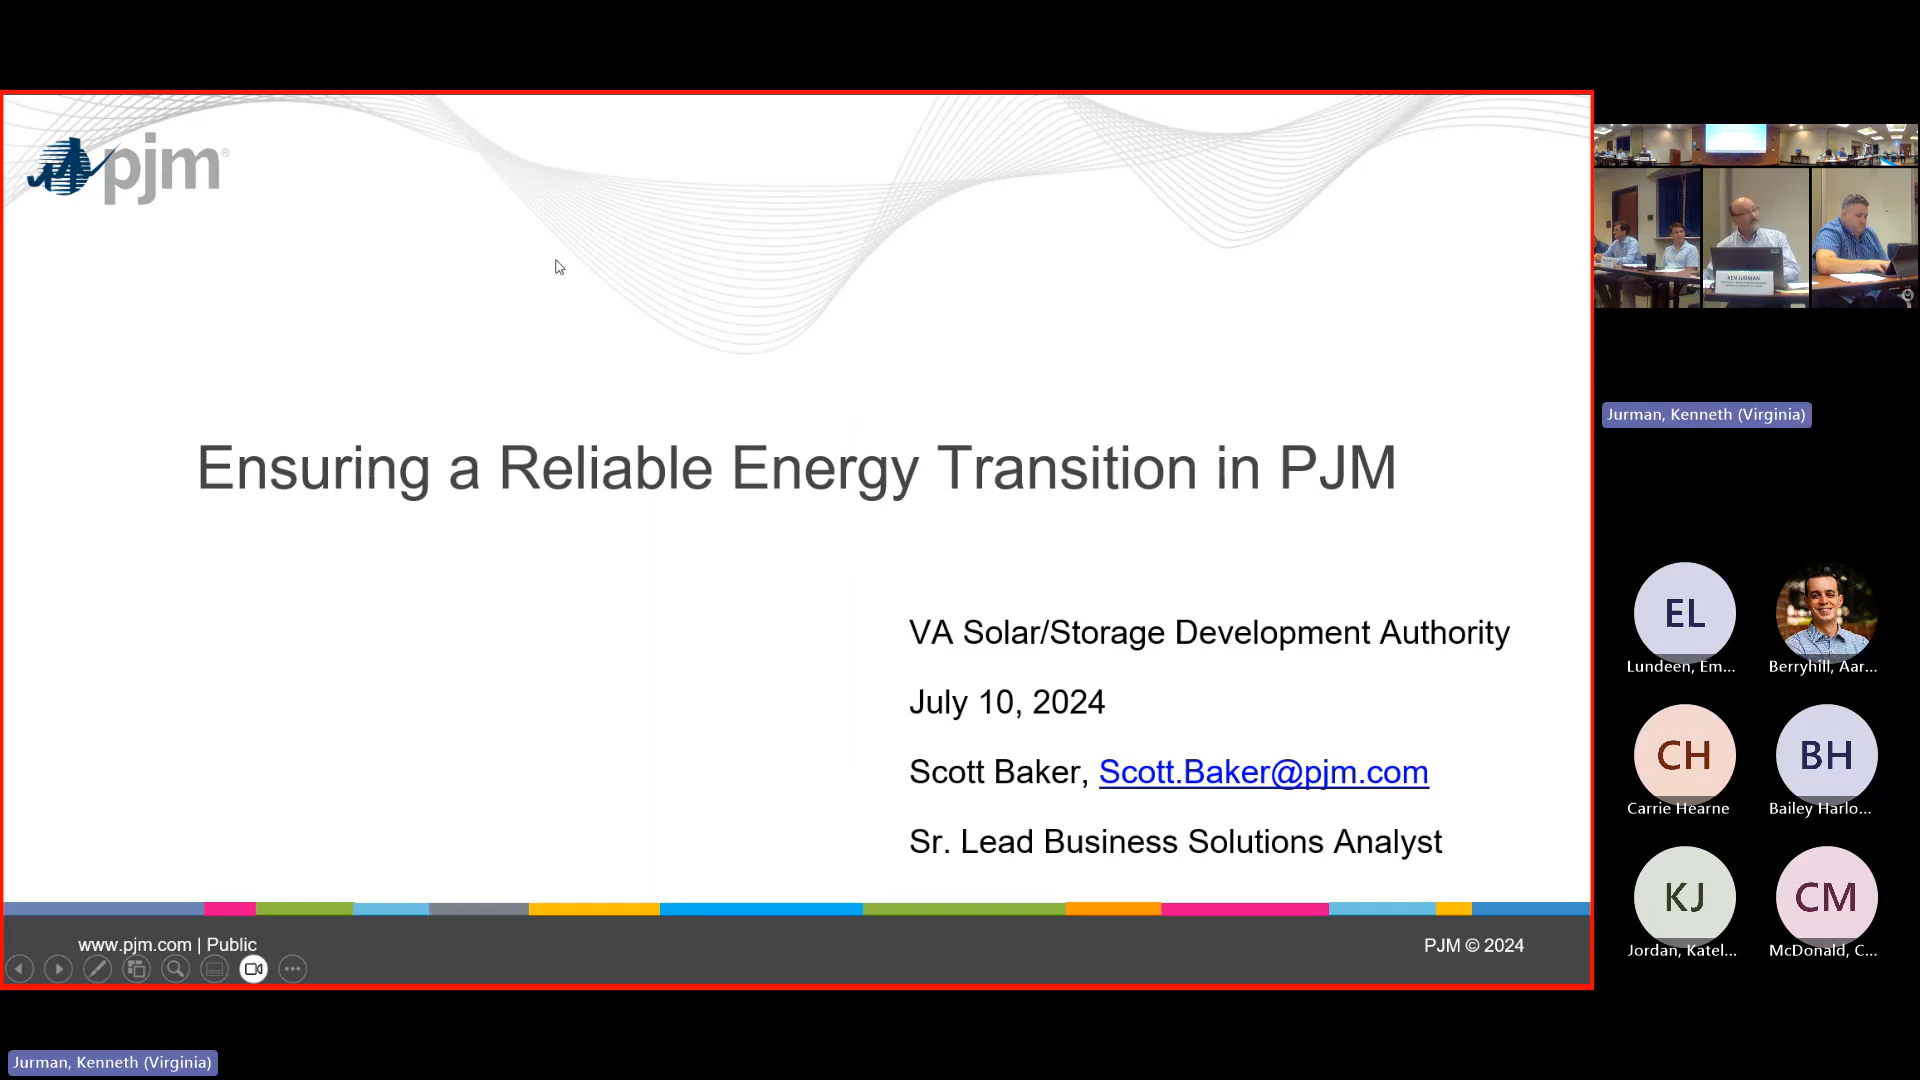 pjm®
Ensuring a Reliable Energy Transition in PJM
VA Solar/Storage Development Authority
July 10, 2024
Scott Baker, Scott.Baker@pjm.com
Sr. Lead Business Solutions Analyst
www.pjm.com | Public
PJM © 2024
Jurman, Kenneth (Virginia)
KEN JURMAN
Jurman, Kenneth (Virginia)
EL
Lundeen, Em...
Berryhill, Aar...
CH
Carrie Hearne
BH
Bailey Harlo...
KJ
Jordan, Katel...
CM
McDonald, C...